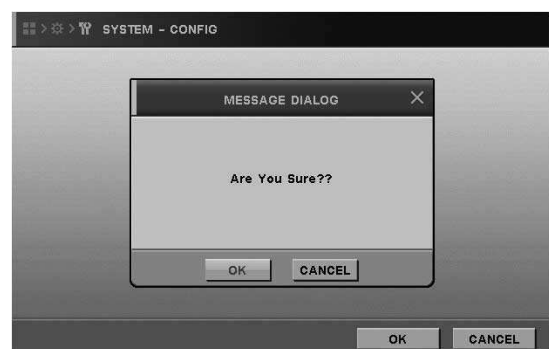 SYSTEM - CONFIG
MESSAGE DIALOG
Are You Sure??
OK CANCEL
OK CANCEL